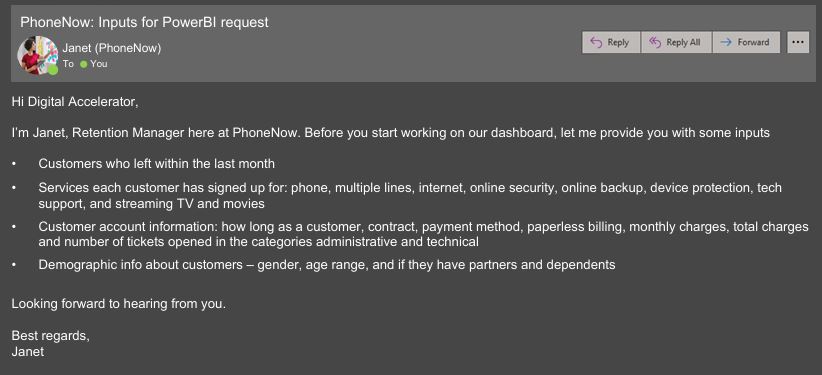 PhoneNow: Inputs for PowerBI request
Janet (PhoneNow)
To You
Reply
Reply All
Forward
Hi Digital Accelerator,
I'm Janet, Retention Manager here at PhoneNow. Before you start working on our dashboard, let me provide you with some inputs
• Customers who left within the last month
• Services each customer has signed up for: phone, multiple lines, internet, online security, online backup, device protection, tech
support, and streaming TV and movies
• Customer account information: how long as a customer, contract, payment method, paperless billing, monthly charges, total charges
and number of tickets opened in the categories administrative and technical
• Demographic info about customers – gender, age range, and if they have partners and dependents
Looking forward to hearing from you.
Best regards,
Janet